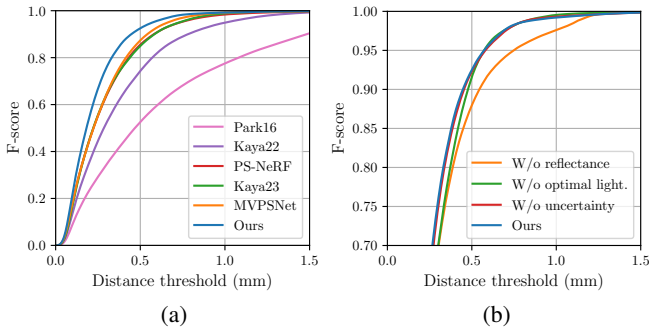 1.0
0.8
0.6
0.4
0.2
0.0
F-score
Park16
Kaya22
PS-NeRF
Kaya23
MVPSNet
Ours
0.0 0.5 1.0 1.5
Distance threshold (mm)
(a)
1.00
0.95
0.90
0.85
0.80
0.75
0.70
F-score
W/o reflectance
W/o optimal light.
W/o uncertainty
Ours
0.0 0.5 1.0 1.5
Distance threshold (mm)
(b)